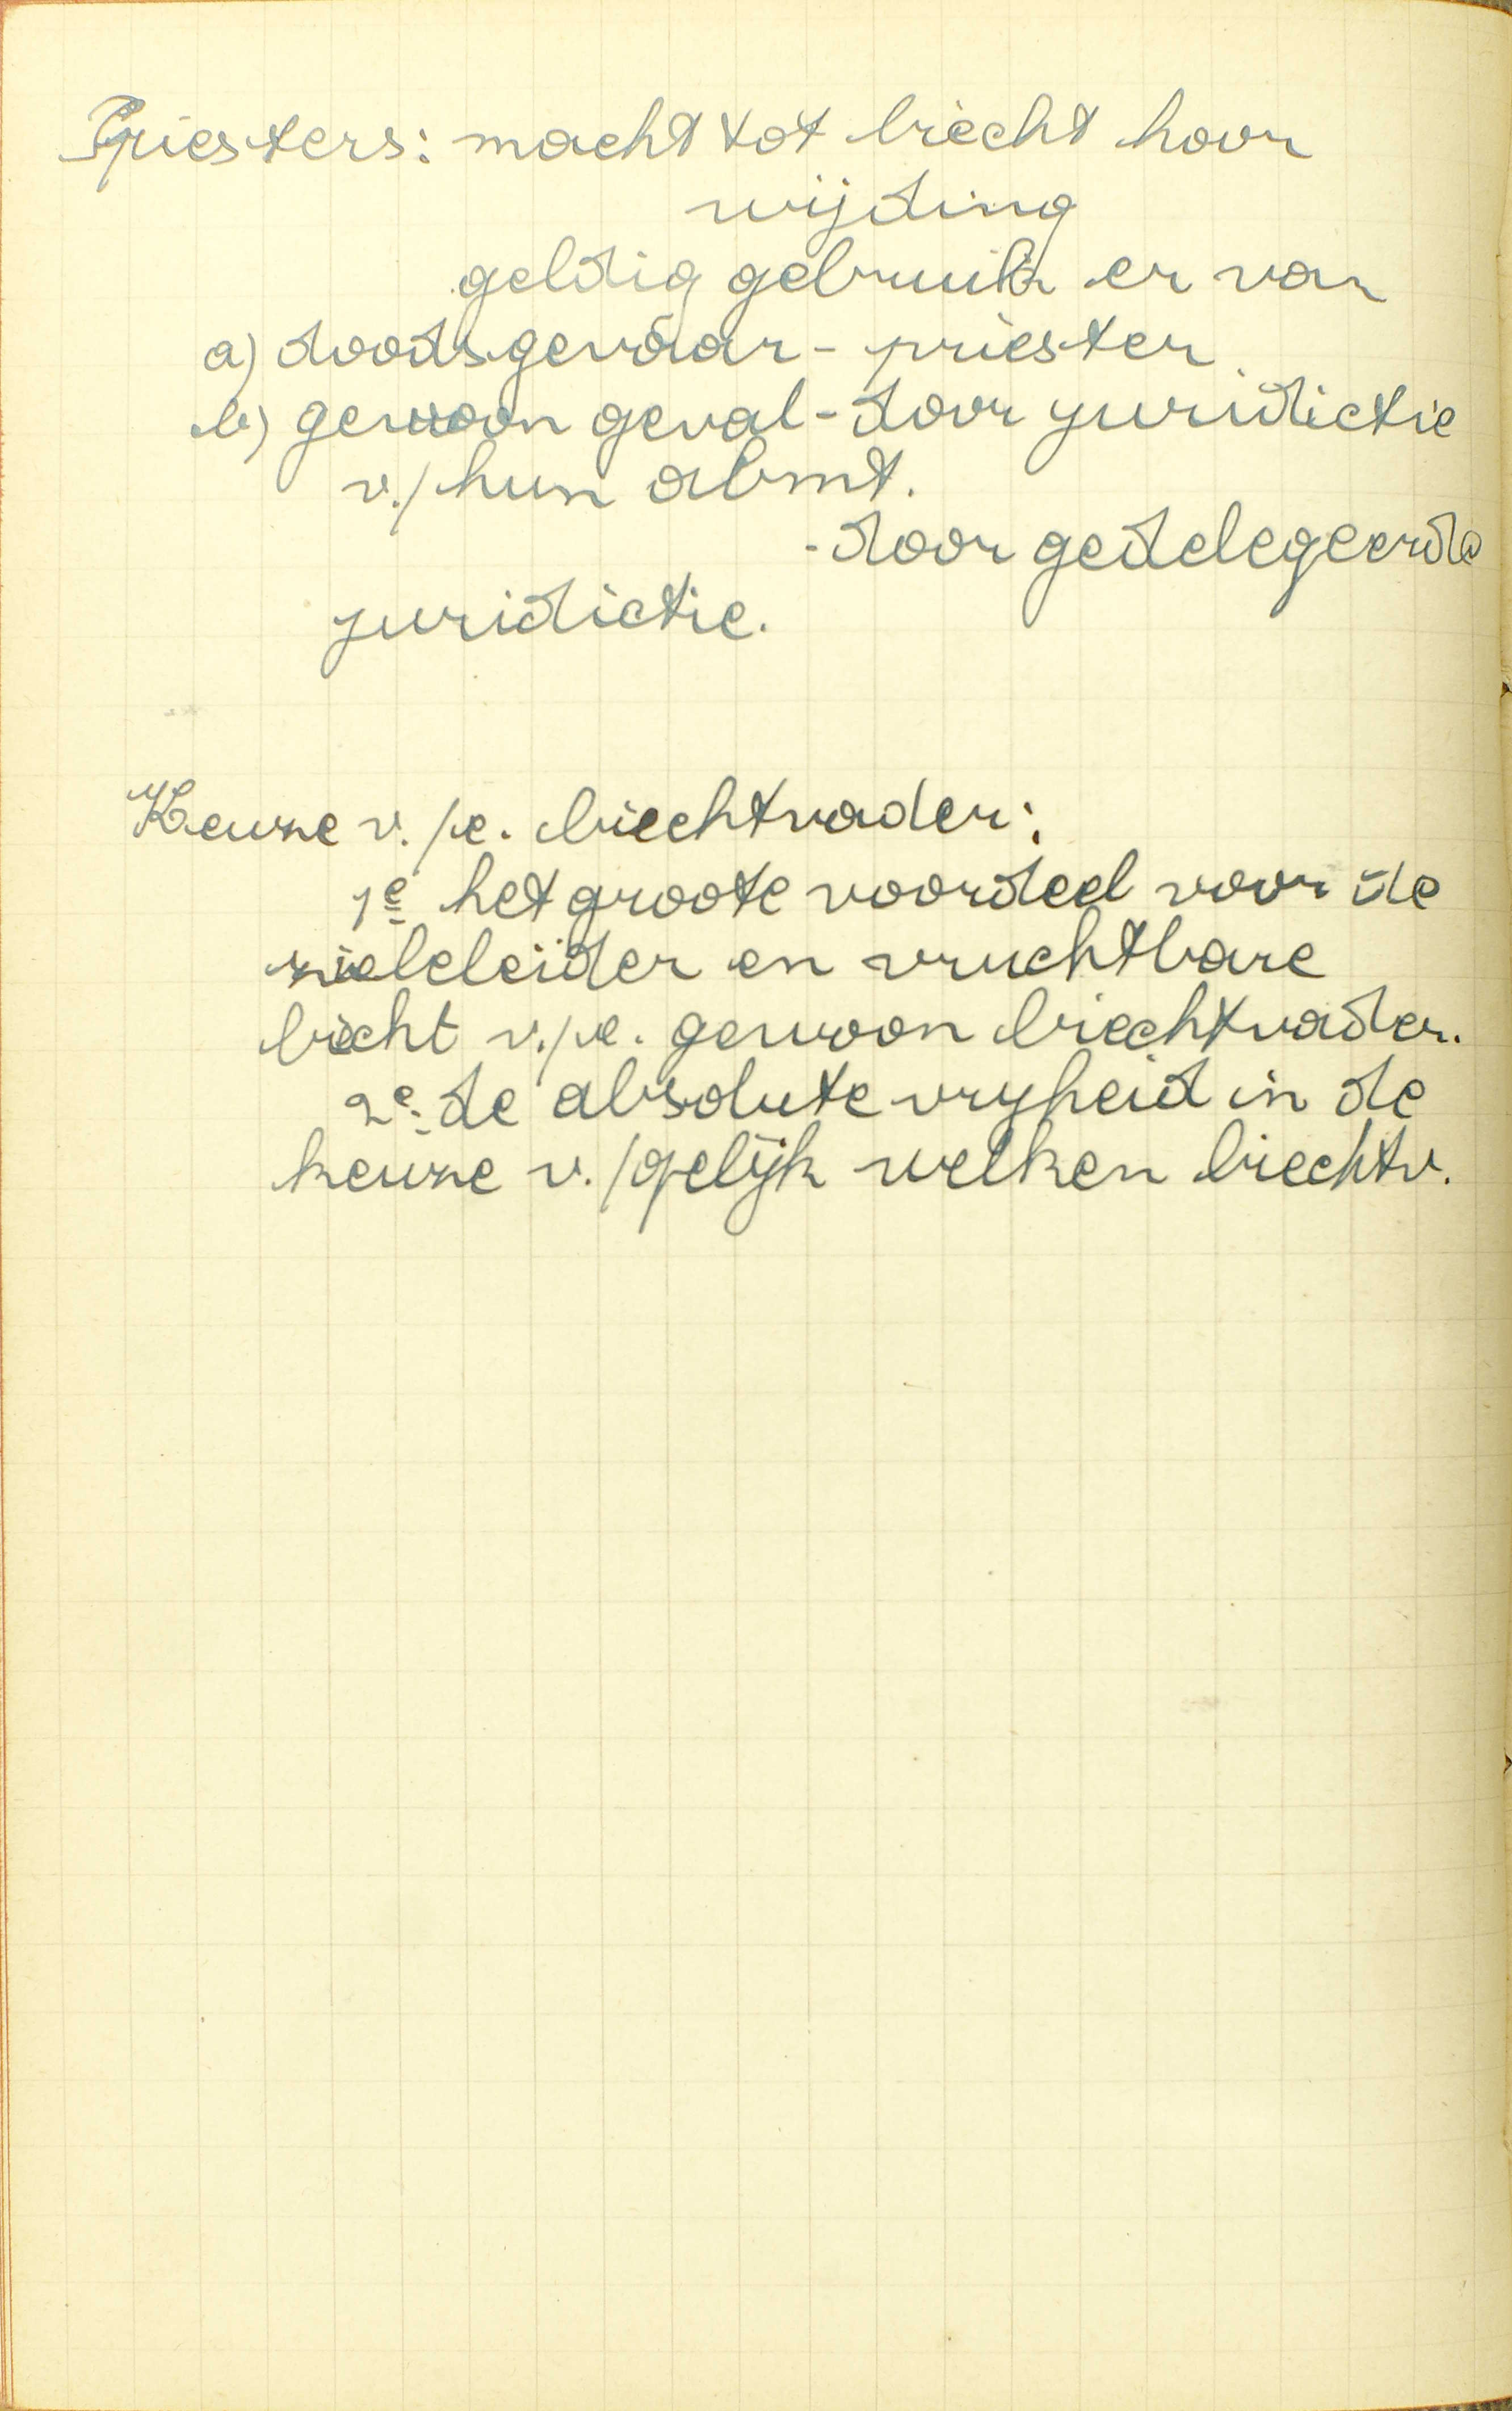 Priesters: macht tot biecht hoor
wijding
geldig gebruik er van
a) doodsgevaar - priester
b) gewoon geval - door juridictie
v./ hun abmt.
- door gedelegeerde
juridictie.
Keuze v./e. biechtvader:
1e het groote voordeel voor de
zieleleider en vruchtbare
biecht v./e. gewoon biechtvader.
2e. de absolute vryheid in de
keuze v./gelijk welken biechtv.